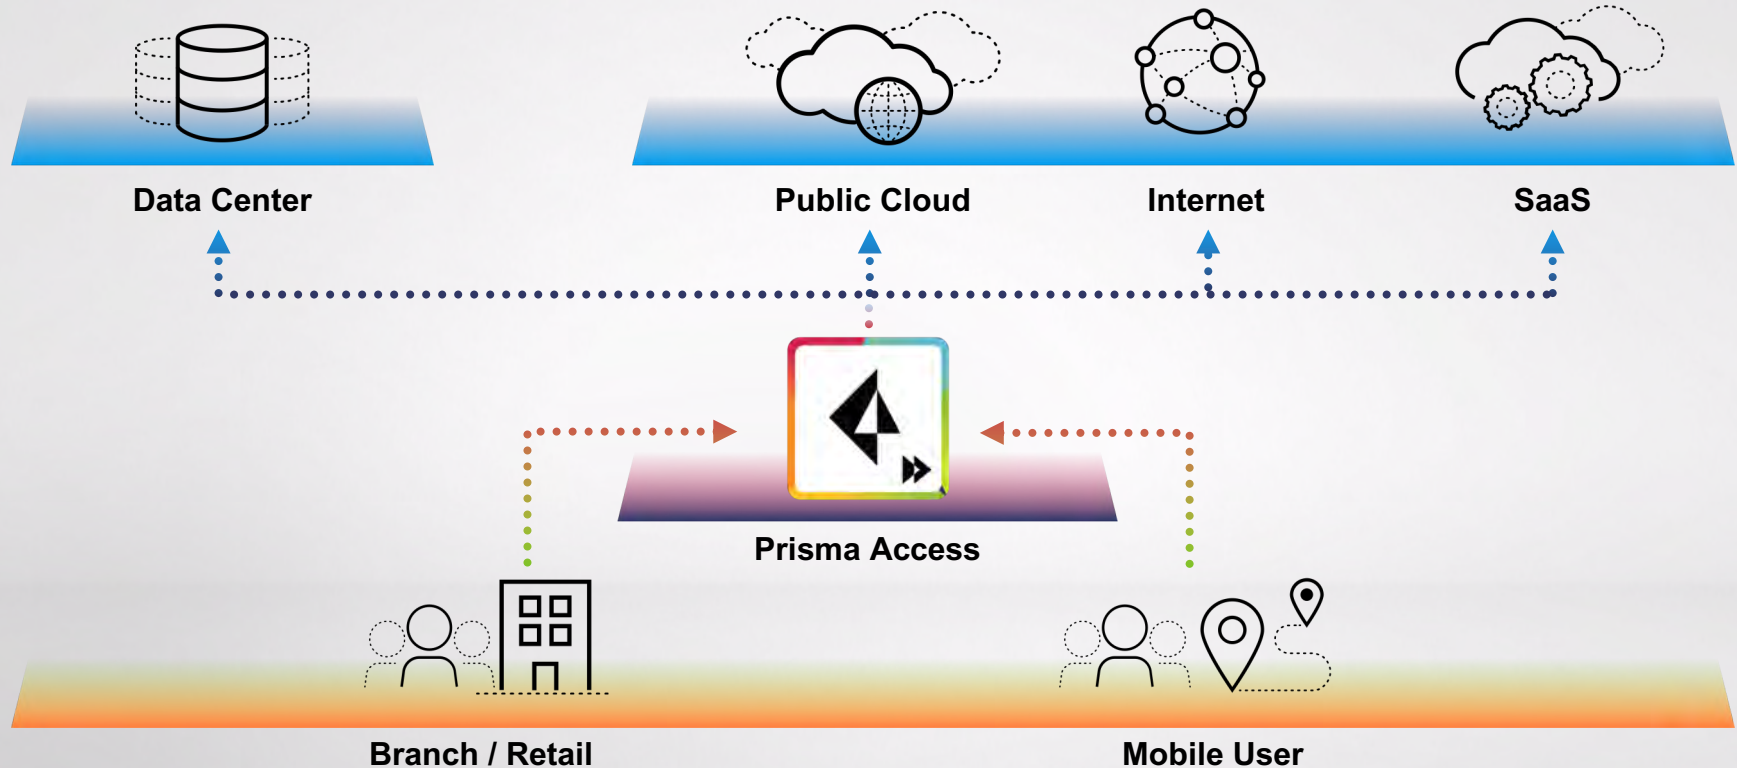 Data Center
Public Cloud
Internet
SaaS
Prisma Access
Branch / Retail
Mobile User